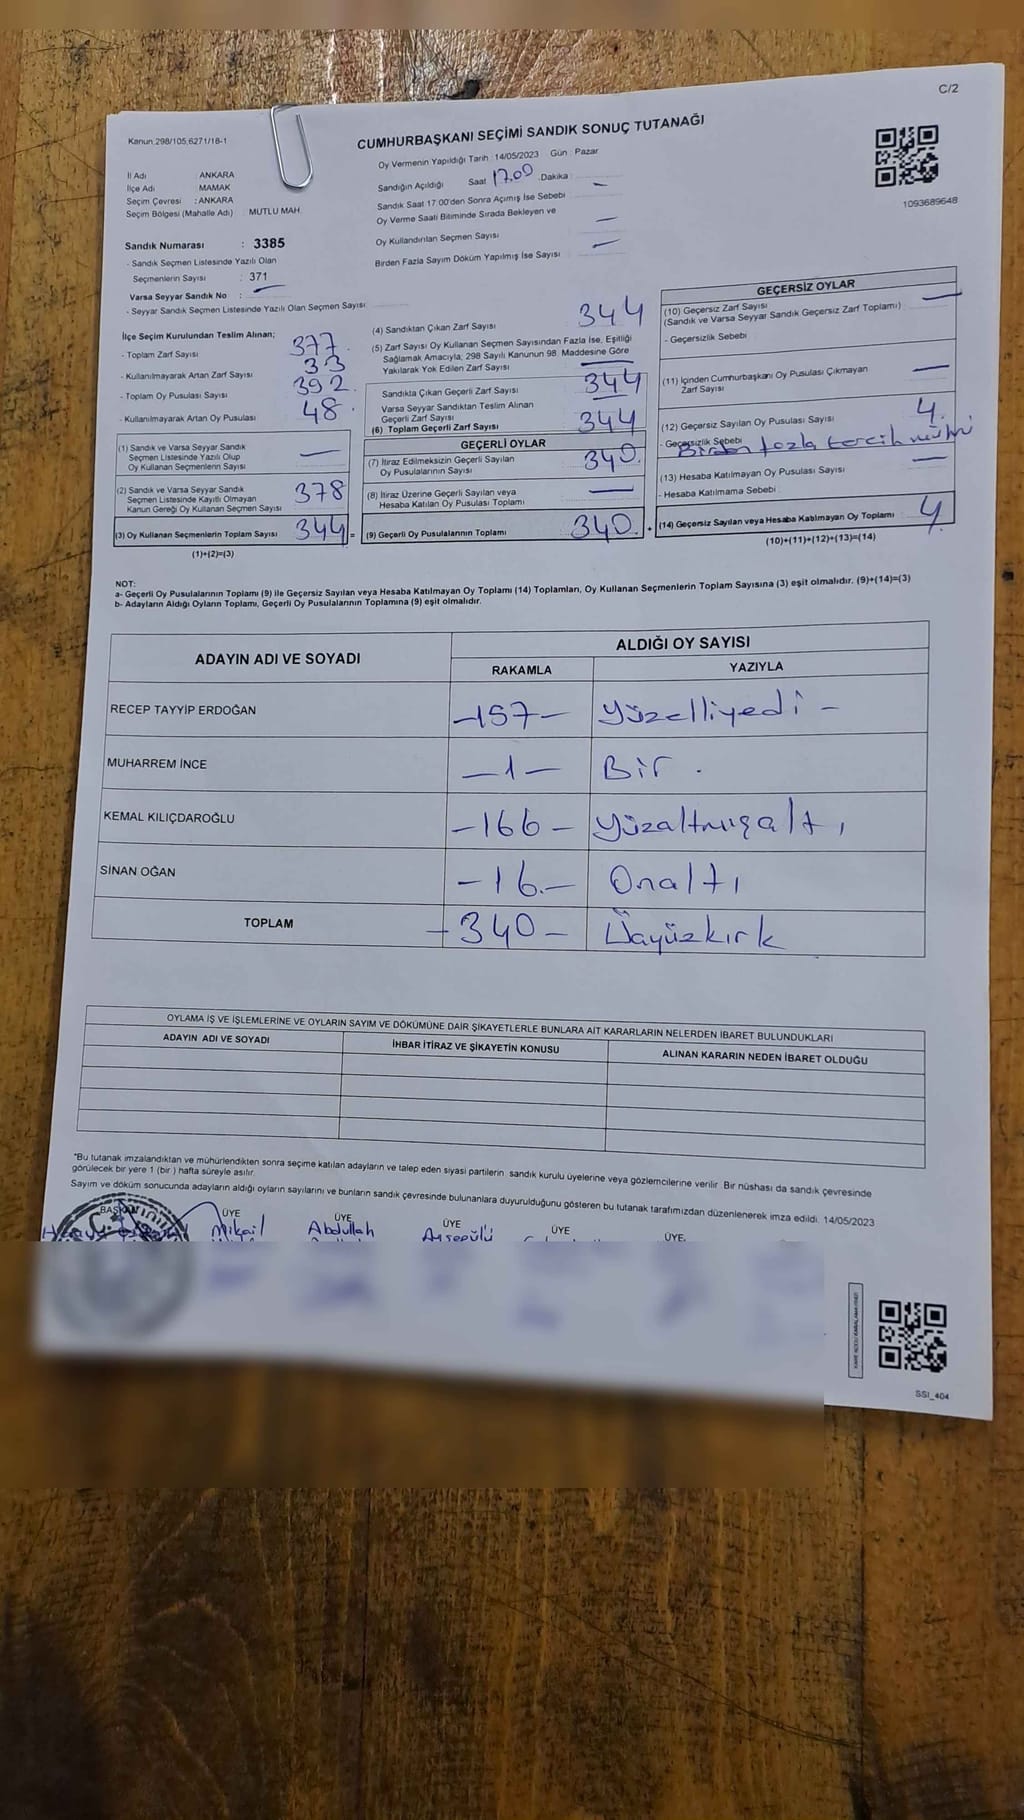 C/2
Kanun 298/105,6271/18-1
CUMHURBAŞKANI SEÇİMİ SANDIK SONUÇ TUTANAĞI
Oy Vermenin Yapıldığı Tarih : 14/05/2023 Gün : Pazar
İl Adı ANKARA
İlçe Adı MAMAK
Seçim Çevresi : ANKARA
Seçim Bölgesi (Mahalle Adı) : MUTLU MAH.
Sandığın Açıldığı Saat 17.00 Dakika :
Sandık Saat 17:00'den Sonra Açılmış İse Sebebi
Oy Verme Saati Bitiminde Sırada Bekleyen ve
Oy Kullandırılan Seçmen Sayısı
Birden Fazla Sayım Döküm Yapılmış İse Sayısı
1093689648
Sandık Numarası : 3385
- Sandık Seçmen Listesinde Yazılı Olan
Seçmenlerin Sayısı : 371
Varsa Seyyar Sandık No :
- Seyyar Seçmen Listesinde Yazılı Olan Seçmen Sayısı
İlçe Seçim Kurulundan Teslim Alınan;
- Toplam Zarf Sayısı 377
- Kullanılmayarak Artan Zarf Sayısı 33
- Toplam Oy Pusulası Sayısı 392
- Kullanılmayarak Artan Oy Pusulası 48
(1) Sandık ve Varsa Seyyar Sandık
Seçmen Listesinde Yazılı Olup
Oy Kullanan Seçmenlerin Sayısı
(2) Sandık ve Varsa Seyyar Sandık
Seçmen Listesinde Kayıtlı Olmayan
Kanun Gereği Oy Kullanan Seçmen Sayısı 378
(3) Oy Kullanan Seçmenlerin Toplam Sayısı 344 =
(1)+(2)=(3)
(4) Sandıktan Çıkan Zarf Sayısı 344
(5) Zarf Sayısı Oy Kullanan Seçmen Sayısından Fazla İse, Eşitliği
Sağlamak Amacıyla; 298 Sayılı Kanunun 98. Maddesine Göre
Yakılarak Yok Edilen Zarf Sayısı
Sandıkta Çıkan Geçerli Zarf Sayısı 344
Varsa Seyyar Sandıktan Teslim Alınan
Geçerli Zarf Sayısı
(6) Toplam Geçerli Zarf Sayısı 344
GEÇERLİ OYLAR
(7) İtiraz Edilmeksizin Geçerli Sayılan
Oy Pusulalarının Sayısı 340
(8) İtiraz Üzerine Geçerli Sayılan veya
Hesaba Katılan Oy Pusulası Toplamı
(9) Geçerli Oy Pusulalarının Toplamı 340 +
GEÇERSİZ OYLAR
(10) Geçersiz Zarf Sayısı
(Sandık ve Varsa Seyyar Sandık Geçersiz Zarf Toplamı)
- Geçersizlik Sebebi
(11) İçinden Cumhurbaşkanı Oy Pusulası Çıkmayan
Zarf Sayısı
(12) Geçersiz Sayılan Oy Pusulası Sayısı 4
- Geçersizlik Sebebi Birden fazla tercih mührü
(13) Hesaba Katılmayan Oy Pusulası Sayısı
- Hesaba Katılmama Sebebi
(14) Geçersiz Sayılan veya Hesaba Katılmayan Oy Toplamı 4
(10)+(11)+(12)+(13)=(14)
NOT:
a- Geçerli Oy Pusulalarının Toplamı (9) ile Geçersiz Sayılan veya Hesaba Katılmayan Oy Toplamı (14) Toplamları, Oy Kullanan Seçmenlerin Toplam Sayısına (3) eşit olmalıdır. (9)+(14)=(3)
b- Adayların Aldığı Oyların Toplamı, Geçerli Oy Pusulalarının Toplamına (9) eşit olmalıdır.
ADAYIN ADI VE SOYADI ALDIĞI OY SAYISI
RAKAMLA YAZIYLA
RECEP TAYYIP ERDOĞAN -157- Yüzelliyedi -
MUHARREM İNCE -1- Bir .
KEMAL KILIÇDAROĞLU -166- Yüzaltmışaltı
SİNAN OĞAN -16.- Onaltı
TOPLAM -340- Üçyüzkırk
OYLAMA İŞ VE İŞLEMLERİNE VE OYLARIN SAYIM VE DÖKÜMÜNE DAİR ŞİKAYETLERLE BUNLARA AİT KARARLARIN NELERDEN İBARET BULUNDUKLARI
ADAYIN ADI VE SOYADI İHBAR İTİRAZ VE ŞİKAYETİN KONUSU ALINAN KARARIN NEDEN İBARET OLDUĞU
"Bu tutanak imzalandıktan ve mühürlendikten sonra seçime katılan adayların ve talep eden siyasi partilerin sandık kurulu üyelerine veya gözlemcilerine verilir. Bir nüshası da sandık çevresinde
görülecek bir yere 1 (bir ) hafta süreyle asılır.
Sayım ve döküm sonucunda adayların aldığı oyların sayılarını ve bunların sandık çevresinde bulunanlara duyurulduğunu gösteren bu tutanak tarafımızdan düzenlenerek imza edildi. 14/05/2023
BAŞKAN ÜYE ÜYE ÜYE ÜYE ÜYE
Mikail Abdullah Ayşegül
SSI_404